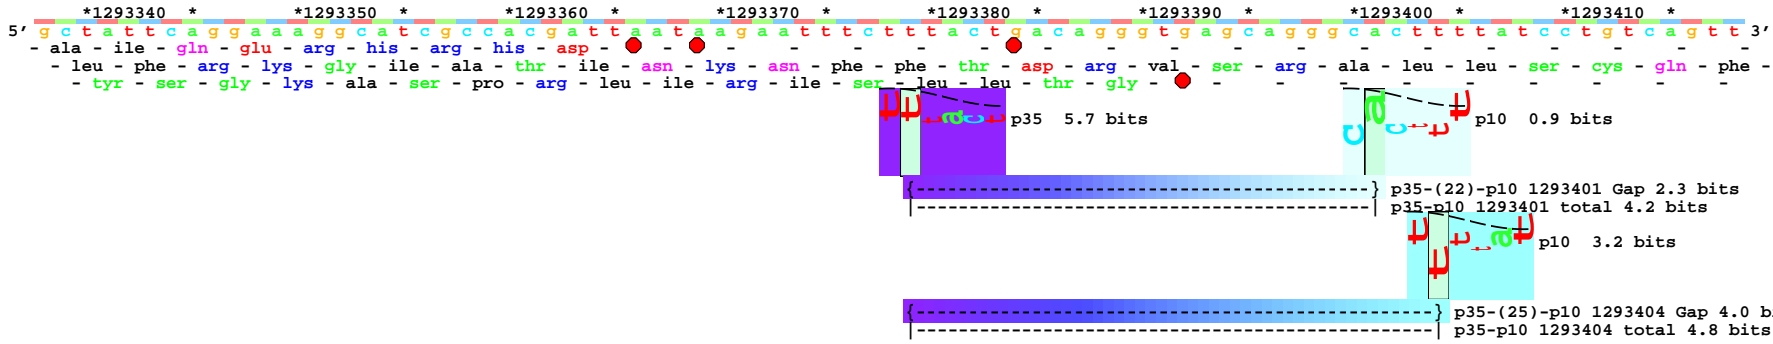 *1293340 * *1293350 * *1293360 * *1293370 * *1293380 * *1293390 * *1293400 * *1293410 *
5' g c t a t t c a g g a a a g g c a t c g c c a c g a t t a a t a a g a a t t t c t t t a c t g a c a g g g t g a g c a g g g c a c t t t t a t c c t g t c a g t t 3'
- ala - ile - gln - glu - arg - his - arg - his - asp - - - - - - - - - - - - - - - - - -
- leu - phe - arg - lys - gly - ile - ala - thr - ile - asn - lys - asn - phe - phe - thr - asp - arg - val - ser - arg - ala - leu - leu - ser - cys - gln - phe -
- tyr - ser - gly - lys - ala - ser - pro - arg - leu - ile - arg - ile - ser - leu - leu - thr - gly - - - - - - - - - -
t t t a c t p35 5.7 bits
c a c t t t p10 0.9 bits
{----------------------} p35-(22)-p10 1293401 Gap 2.3 bits
|----------------------| p35-p10 1293401 total 4.2 bits
t t t t a t p10 3.2 bits
{-------------------------} p35-(25)-p10 1293404 Gap 4.0 b
|-------------------------| p35-p10 1293404 total 4.8 bits